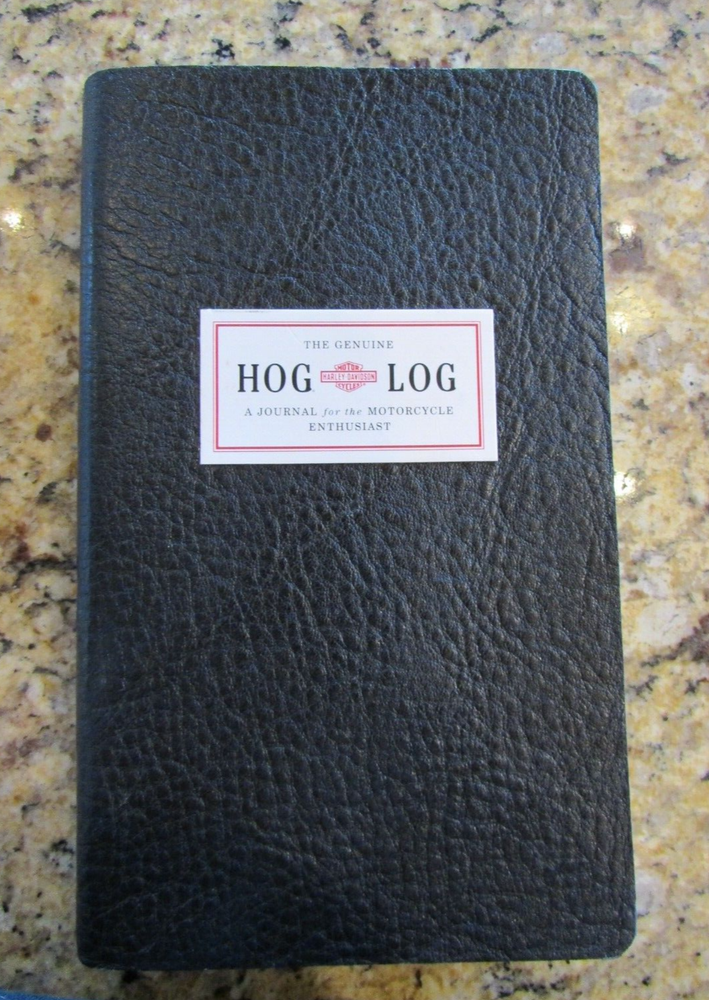 THE GENUINE
HOG MOTOR HARLEY-DAVIDSON CYCLES LOG
A JOURNAL for the MOTORCYCLE
ENTHUSIAST